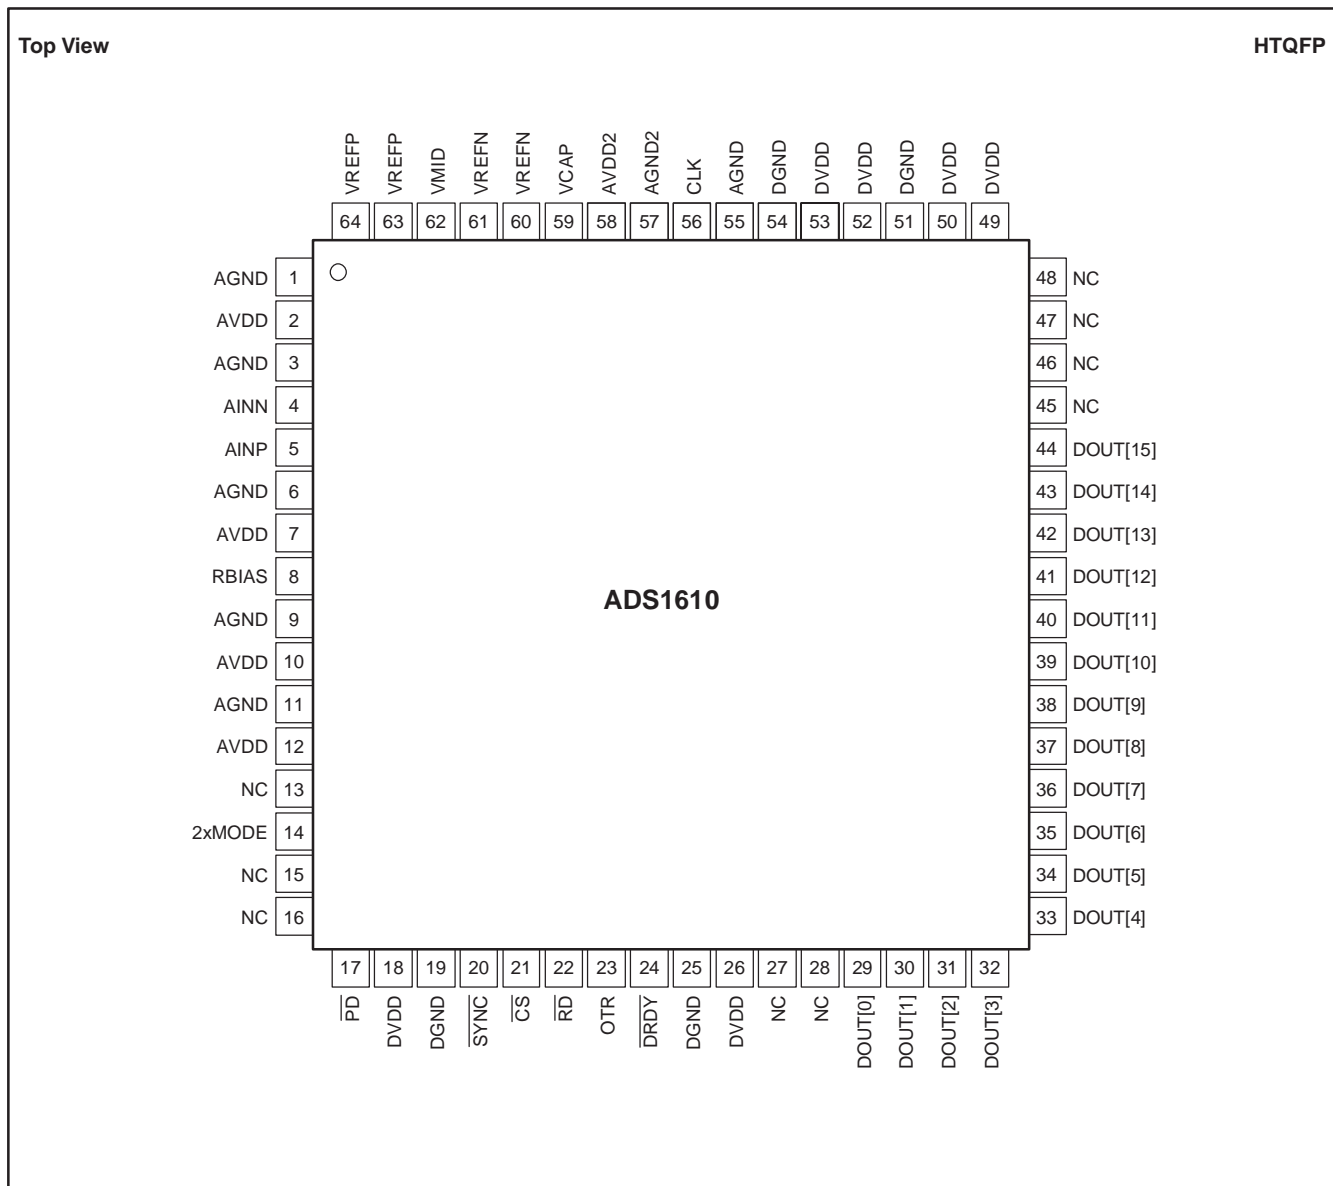 Top View HTQFP
VREFP VREFP VMID VREFN VREFN VCAP AVDD2 AGND2 CLK AGND DGND DVDD DVDD DGND DVDD DVDD
64 63 62 61 60 59 58 57 56 55 54 53 52 51 50 49
AGND 1 48 NC
AVDD 2 47 NC
AGND 3 46 NC
AINN 4 45 NC
AINP 5 44 DOUT[15]
AGND 6 43 DOUT[14]
AVDD 7 42 DOUT[13]
RBIAS 8 41 DOUT[12]
ADS1610
AGND 9 40 DOUT[11]
AVDD 10 39 DOUT[10]
AGND 11 38 DOUT[9]
AVDD 12 37 DOUT[8]
NC 13 36 DOUT[7]
2xMODE 14 35 DOUT[6]
NC 15 34 DOUT[5]
NC 16 33 DOUT[4]
17 18 19 20 21 22 23 24 25 26 27 28 29 30 31 32
PD DVDD DGND SYNC CS RD OTR DRDY DGND DVDD NC NC DOUT[0] DOUT[1] DOUT[2] DOUT[3]